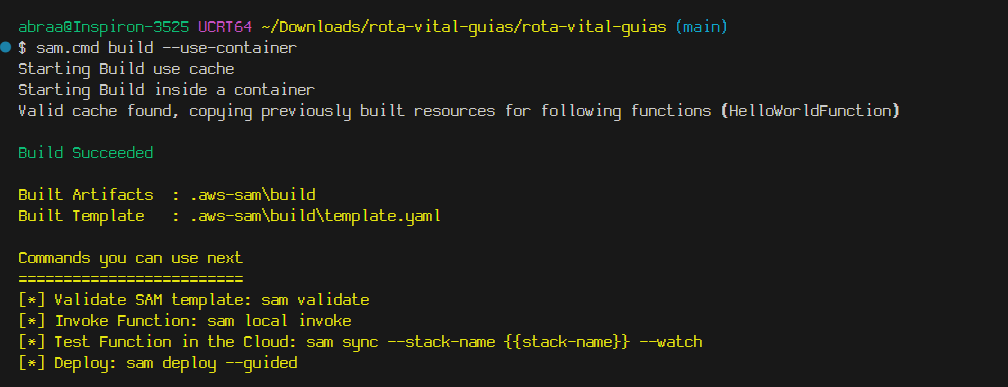 abraa@Inspiron-3525 UCRT64 ~/Downloads/rota-vital-guias/rota-vital-guias (main)
$ sam.cmd build --use-container
Starting Build use cache
Starting Build inside a container
Valid cache found, copying previously built resources for following functions (HelloWorldFunction)
Build Succeeded
Built Artifacts  : .aws-sam\build
Built Template   : .aws-sam\build\template.yaml
Commands you can use next
=========================
[*] Validate SAM template: sam validate
[*] Invoke Function: sam local invoke
[*] Test Function in the Cloud: sam sync --stack-name {{stack-name}} --watch
[*] Deploy: sam deploy --guided